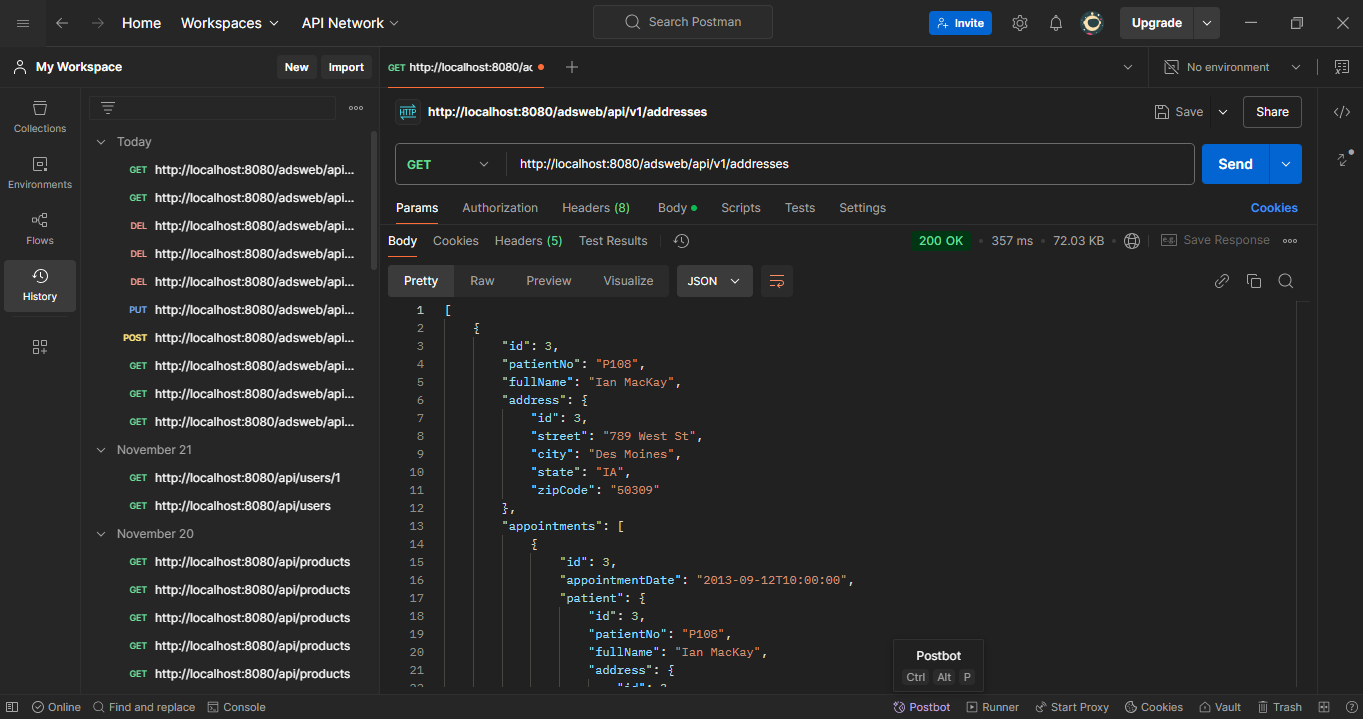 Home Workspaces API Network Search Postman Invite Upgrade
My Workspace New Import GET http://localhost:8080/ac No environment
HTTP http://localhost:8080/adsweb/api/v1/addresses Save Share
Collections
Environments
Flows
History
Today
GET http://localhost:8080/adsweb/api...
GET http://localhost:8080/adsweb/api...
DEL http://localhost:8080/adsweb/api...
DEL http://localhost:8080/adsweb/api...
DEL http://localhost:8080/adsweb/api...
PUT http://localhost:8080/adsweb/api...
POST http://localhost:8080/adsweb/api...
GET http://localhost:8080/adsweb/api...
GET http://localhost:8080/adsweb/api...
GET http://localhost:8080/adsweb/api...
November 21
GET http://localhost:8080/api/users/1
GET http://localhost:8080/api/users
November 20
GET http://localhost:8080/api/products
GET http://localhost:8080/api/products
GET http://localhost:8080/api/products
GET http://localhost:8080/api/products
GET http://localhost:8080/api/products
GET http://localhost:8080/adsweb/api/v1/addresses Send
Params Authorization Headers (8) Body Scripts Tests Settings Cookies
Body Cookies Headers (5) Test Results 200 OK 357 ms 72.03 KB e.g. Save Response
Pretty Raw Preview Visualize JSON
1 [
2 {
3 "id": 3,
4 "patientNo": "P108",
5 "fullName": "Ian MacKay",
6 "address": {
7 "id": 3,
8 "street": "789 West St",
9 "city": "Des Moines",
10 "state": "IA",
11 "zipCode": "50309"
12 },
13 "appointments": [
14 {
15 "id": 3,
16 "appointmentDate": "2013-09-12T10:00:00",
17 "patient": {
18 "id": 3,
19 "patientNo": "P108",
20 "fullName": "Ian MacKay",
21 "address": {
22 "id": 3
Postbot
Ctrl Alt P
Online Find and replace Console Postbot Runner Start Proxy Cookies Vault Trash